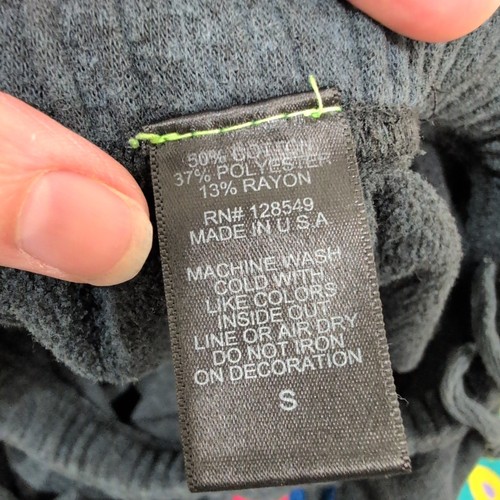 50% COTTON
37% POLYESTER
13% RAYON
RN# 128549
MADE IN U.S.A
MACHINE WASH
COLD WITH
LIKE COLORS
INSIDE OUT
LINE OR AIR DRY
DO NOT IRON
ON DECORATION
S